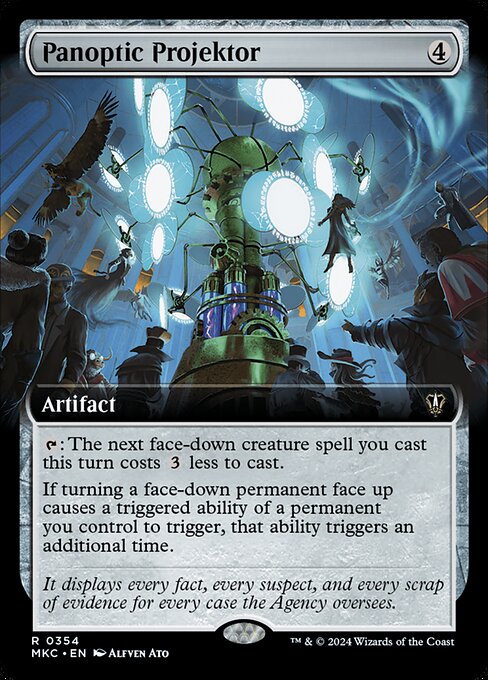 Panoptic Projektor 4
Artifact
: The next face-down creature spell you cast
this turn costs 3 less to cast.
If turning a face-down permanent face up
causes a triggered ability of a permanent
you control to trigger, that ability triggers an
additional time.
It displays every fact, every suspect, and every scrap
of evidence for every case the Agency oversees.
R 0354
MKC • EN Alfven Ato
™ & © 2024 Wizards of the Coast